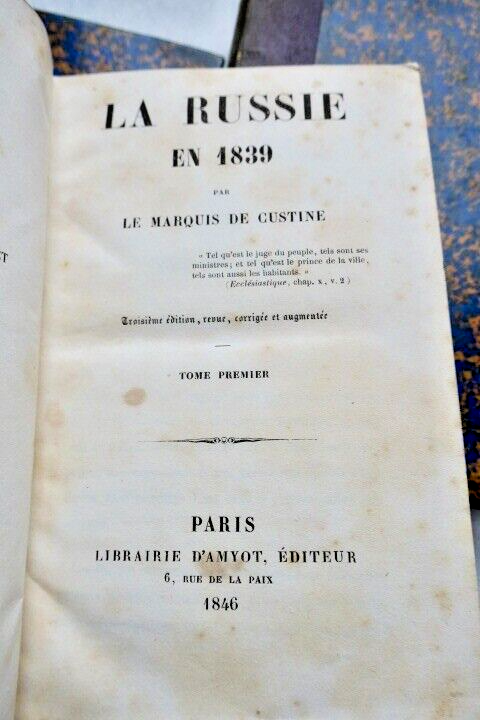 LA RUSSIE
EN 1839
PAR
LE MARQUIS DE CUSTINE
« Tel qu'est le juge du peuple, tels sont ses
ministres; et tel qu'est le prince de la ville,
tels sont aussi les habitants. »
(Ecclésiastique, chap. x, v. 2)
Troisième édition, revue, corrigée et augmentée
TOME PREMIER
PARIS
LIBRAIRIE D'AMYOT, ÉDITEUR
6, RUE DE LA PAIX
1846